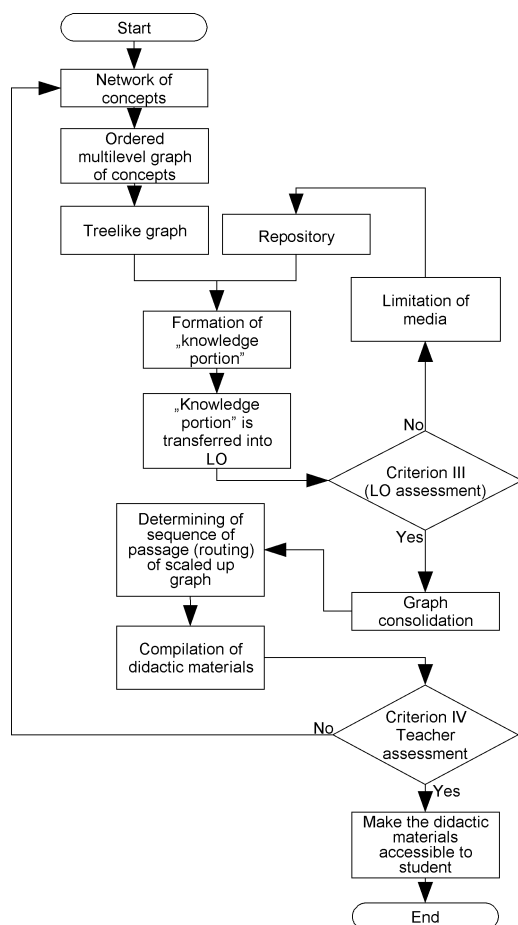 Start
Network of
concepts
Ordered
multilevel graph
of concepts
Treelike graph
Repository
Limitation of
media
Formation of
„knowledge
portion”
„Knowledge
portion” is
transferred into
LO
No
Criterion III
(LO assessment)
Yes
Determining of
sequence of
passage (routing)
of scaled up
graph
Graph
consolidation
Compilation of
didactic materials
No
Criterion IV
Teacher
assessment
Yes
Make the didactic
materials
accessible to
student
End